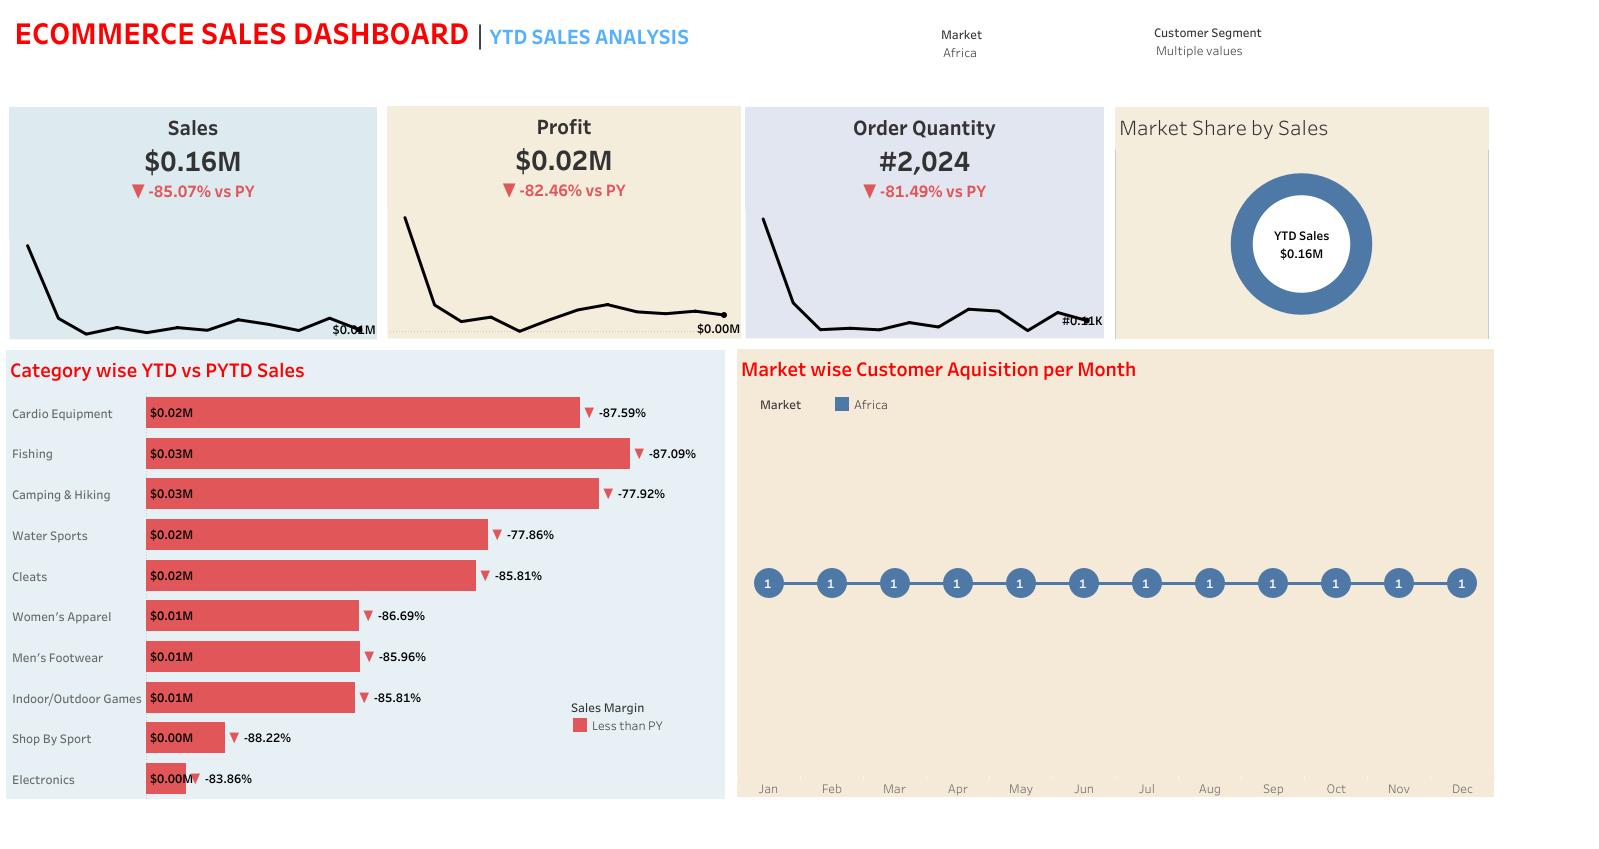 ECOMMERCE SALES DASHBOARD | YTD SALES ANALYSIS
Market
Africa
Customer Segment
Multiple values
Sales
$0.16M
▼ -85.07% vs PY
$0.01M
Profit
$0.02M
▼ -82.46% vs PY
$0.00M
Order Quantity
#2,024
▼ -81.49% vs PY
#0.11K
Market Share by Sales
YTD Sales
$0.16M
Category wise YTD vs PYTD Sales
Cardio Equipment $0.02M ▼ -87.59%
Fishing $0.03M ▼ -87.09%
Camping & Hiking $0.03M ▼ -77.92%
Water Sports $0.02M ▼ -77.86%
Cleats $0.02M ▼ -85.81%
Women's Apparel $0.01M ▼ -86.69%
Men's Footwear $0.01M ▼ -85.96%
Indoor/Outdoor Games $0.01M ▼ -85.81%
Shop By Sport $0.00M ▼ -88.22%
Electronics $0.00M ▼ -83.86%
Sales Margin
Less than PY
Market wise Customer Aquisition per Month
Market Africa
1 1 1 1 1 1 1 1 1 1 1 1
Jan Feb Mar Apr May Jun Jul Aug Sep Oct Nov Dec